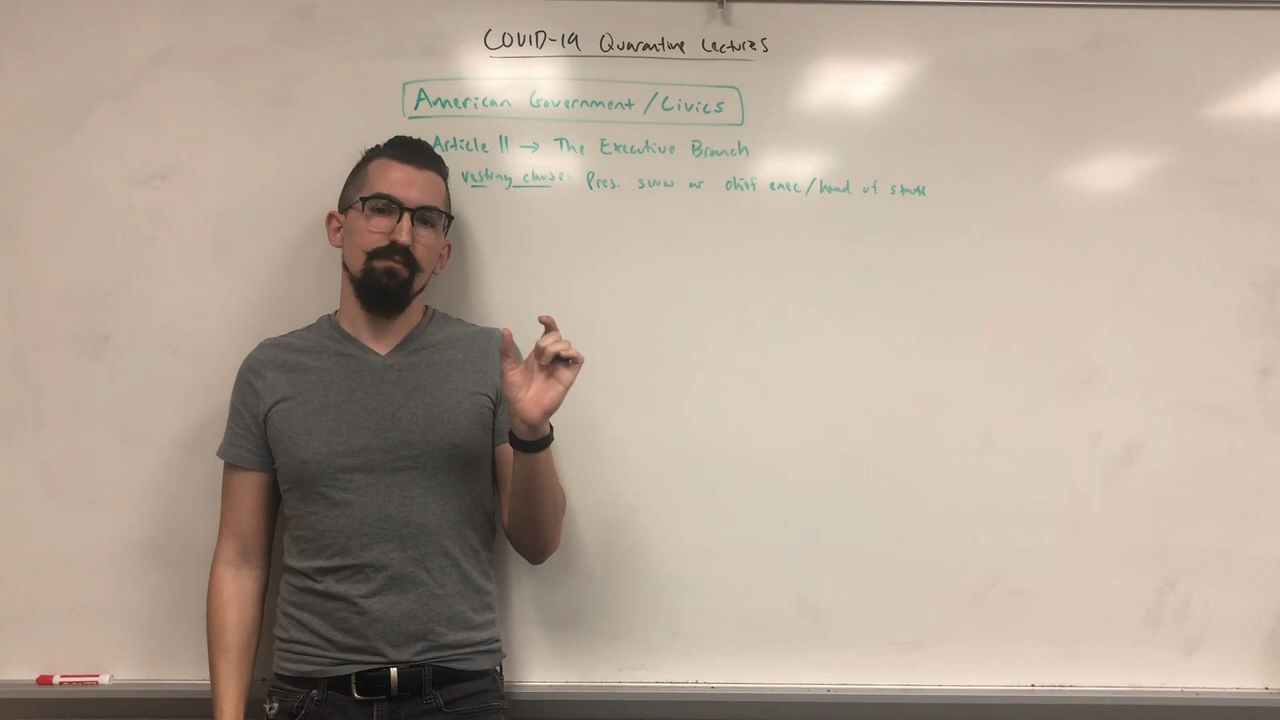 COVID-19 Quarantine Lectures
American Government/Civics
Article II → The Executive Branch
vesting clause: Pres. serves as chief exec/head of state